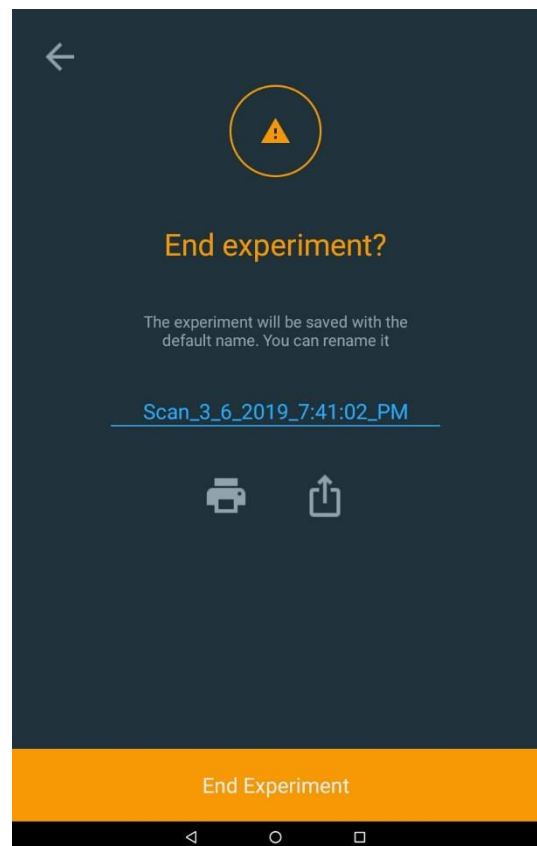 End experiment?
The experiment will be saved with the
default name. You can rename it
Scan_3_6_2019_7:41:02_PM
End Experiment